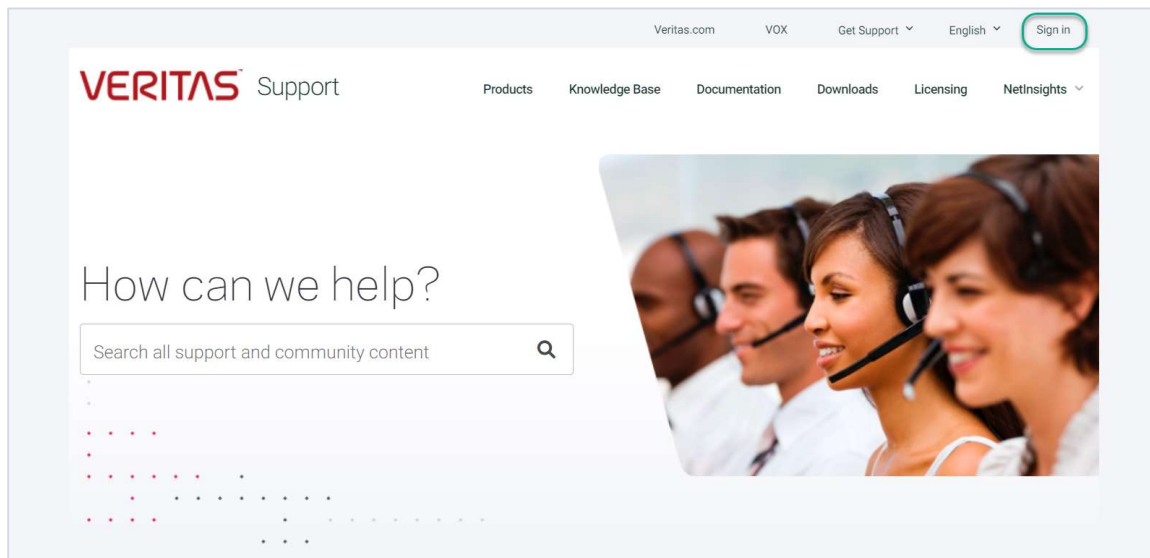 Veritas.com VOX Get Support English Sign in
VERITAS™ Support Products Knowledge Base Documentation Downloads Licensing NetInsights
How can we help?
Search all support and community content